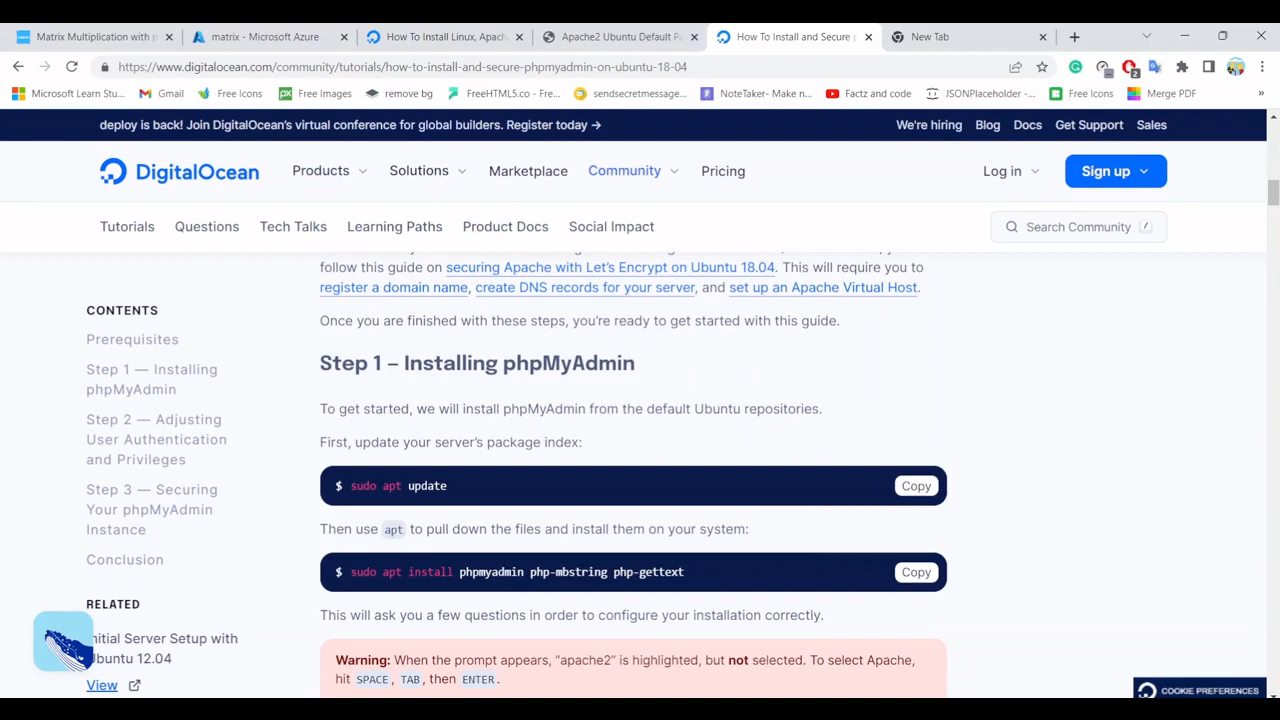 Matrix Multiplication with p
matrix - Microsoft Azure
How To Install Linux, Apach
Apache2 Ubuntu Default Pa
How To Install and Secure p
New Tab
https://www.digitalocean.com/community/tutorials/how-to-install-and-secure-phpmyadmin-on-ubuntu-18-04
Microsoft Learn Stu...
Gmail
Free Icons
Free Images
remove bg
FreeHTML5.co - Fre...
sendsecretmessage...
NoteTaker- Make n...
Factz and code
JSONPlaceholder -...
Free Icons
Merge PDF
deploy is back! Join DigitalOcean's virtual conference for global builders. Register today →
We're hiring Blog Docs Get Support Sales
DigitalOcean
Products Solutions Marketplace Community Pricing
Log in
Sign up
Tutorials Questions Tech Talks Learning Paths Product Docs Social Impact
Search Community /
follow this guide on securing Apache with Let's Encrypt on Ubuntu 18.04. This will require you to
register a domain name, create DNS records for your server, and set up an Apache Virtual Host.
Once you are finished with these steps, you're ready to get started with this guide.
Step 1 – Installing phpMyAdmin
To get started, we will install phpMyAdmin from the default Ubuntu repositories.
First, update your server's package index:
$ sudo apt update
Copy
Then use apt to pull down the files and install them on your system:
$ sudo apt install phpmyadmin php-mbstring php-gettext
Copy
This will ask you a few questions in order to configure your installation correctly.
Warning: When the prompt appears, "apache2" is highlighted, but not selected. To select Apache,
hit SPACE, TAB, then ENTER.
CONTENTS
Prerequisites
Step 1 — Installing
phpMyAdmin
Step 2 — Adjusting
User Authentication
and Privileges
Step 3 — Securing
Your phpMyAdmin
Instance
Conclusion
RELATED
nitial Server Setup with
buntu 12.04
View
COOKIE PREFERENCES